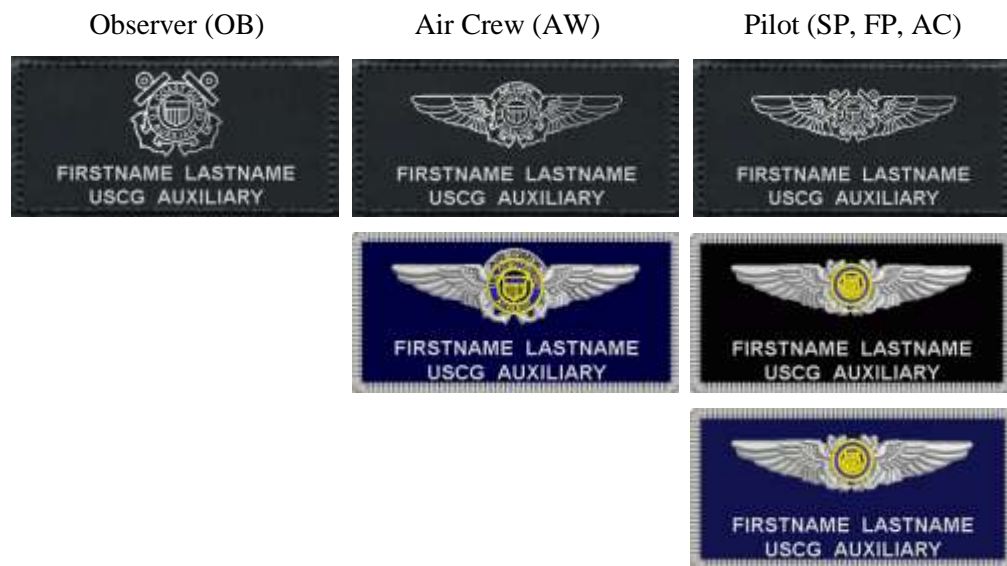 Observer (OB) Air Crew (AW) Pilot (SP, FP, AC)
FIRSTNAME LASTNAME FIRSTNAME LASTNAME FIRSTNAME LASTNAME
USCG AUXILIARY USCG AUXILIARY USCG AUXILIARY
FIRSTNAME LASTNAME FIRSTNAME LASTNAME
USCG AUXILIARY USCG AUXILIARY
FIRSTNAME LASTNAME
USCG AUXILIARY